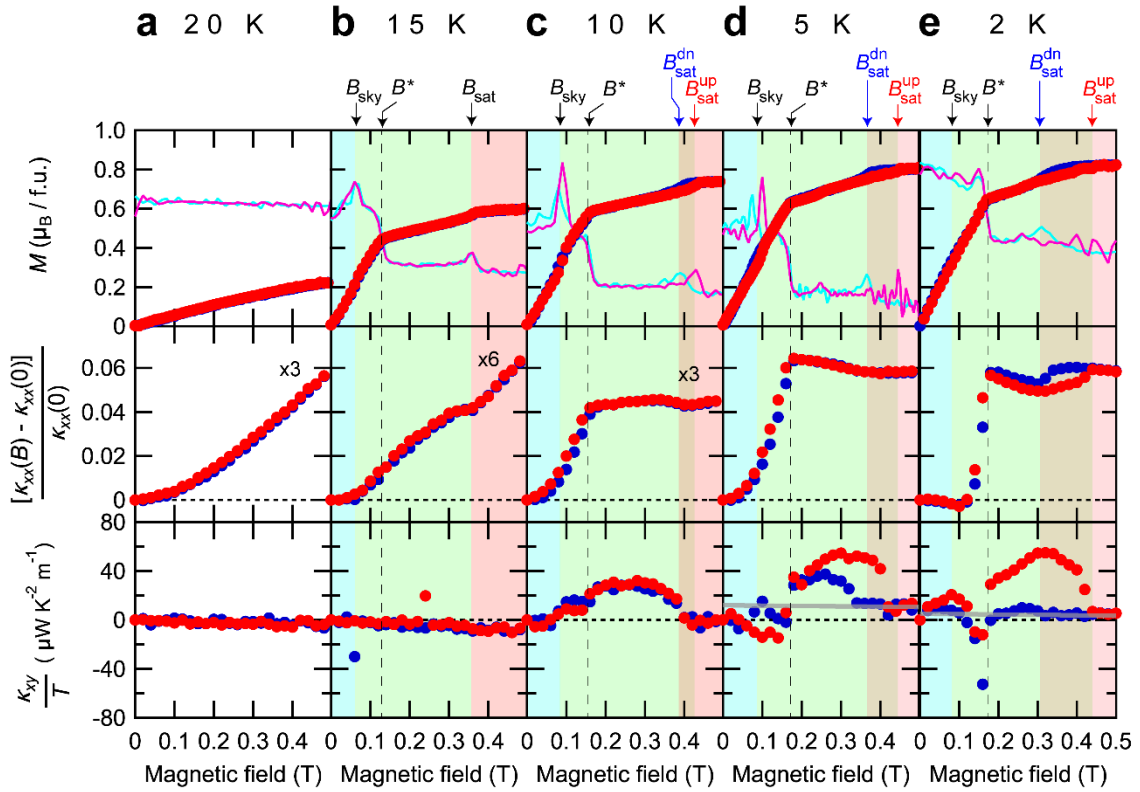 a 20 K b 15 K c 10 K d 5 K e 2 K
B_sky B* B_sat B_sky B* B_sat^dn B_sat^up B_sky B* B_sat^dn B_sat^up B_sky B* B_sat^dn B_sat^up
M (μ_B / f.u.)
1.0
0.8
0.6
0.4
0.2
0
[κ_xx(B) - κ_xx(0)]
κ_xx(0)
x3 x6 x3
0.06
0.04
0.02
0
κ_xy
T
( μW K⁻² m⁻¹ )
80
40
0
-40
-80
0 0.1 0.2 0.3 0.4 0 0.1 0.2 0.3 0.4 0 0.1 0.2 0.3 0.4 0 0.1 0.2 0.3 0.4 0 0.1 0.2 0.3 0.4 0.5
Magnetic field (T) Magnetic field (T) Magnetic field (T) Magnetic field (T) Magnetic field (T)